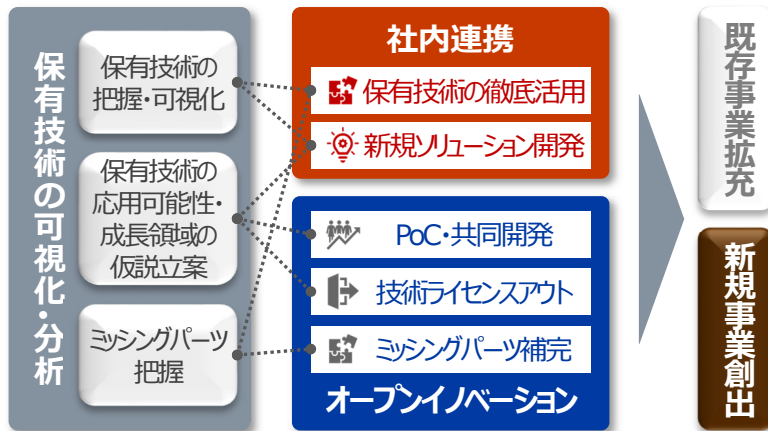 保有技術の可視化・分析
保有技術の
把握・可視化
保有技術の
応用可能性・
成長領域の
仮説立案
ミッシングパーツ
把握
社内連携
保有技術の徹底活用
新規ソリューション開発
PoC・共同開発
技術ライセンスアウト
ミッシングパーツ補完
オープンイノベーション
既存事業拡充
新規事業創出